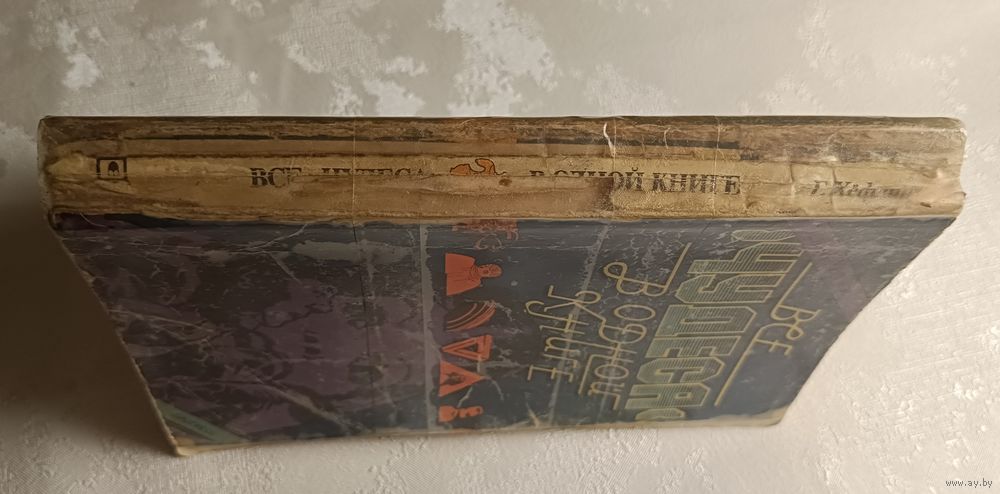 ВСЕ ЧУДЕСА В ОДНОЙ КНИГЕ
ВСЕ
ЧУДЕСА
В ОДНОЙ
КНИГЕ
www.ay.by